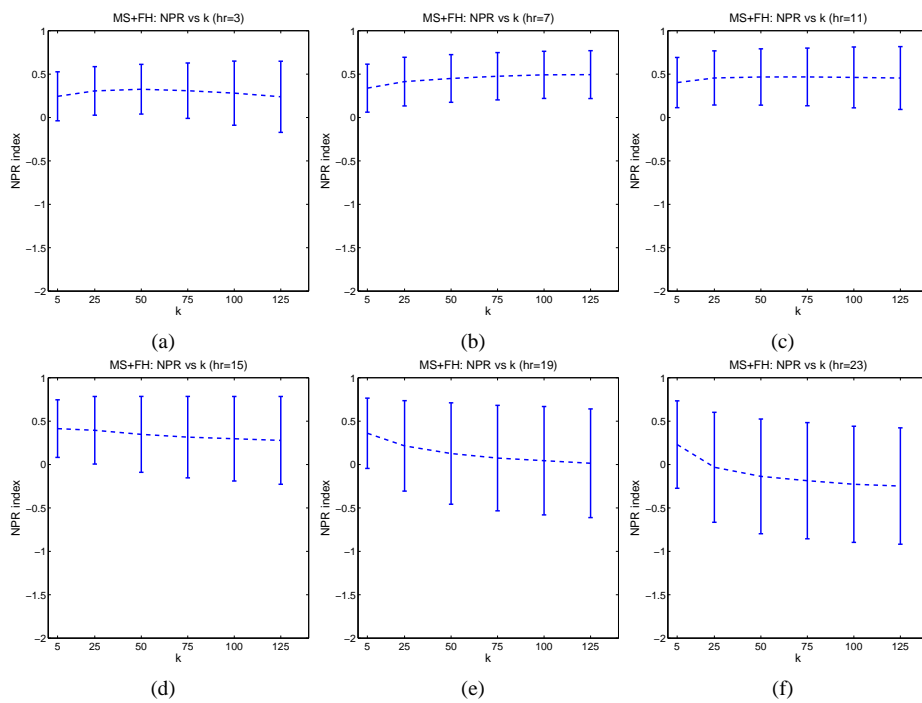 MS+FH: NPR vs k (hr=3)
1
0.5
0
−0.5
−1
−1.5
−2
NPR index
5 25 50 75 100 125
k
(a)
MS+FH: NPR vs k (hr=7)
1
0.5
0
−0.5
−1
−1.5
−2
NPR index
5 25 50 75 100 125
k
(b)
MS+FH: NPR vs k (hr=11)
1
0.5
0
−0.5
−1
−1.5
−2
NPR index
5 25 50 75 100 125
k
(c)
MS+FH: NPR vs k (hr=15)
1
0.5
0
−0.5
−1
−1.5
−2
NPR index
5 25 50 75 100 125
k
(d)
MS+FH: NPR vs k (hr=19)
1
0.5
0
−0.5
−1
−1.5
−2
NPR index
5 25 50 75 100 125
k
(e)
MS+FH: NPR vs k (hr=23)
1
0.5
0
−0.5
−1
−1.5
−2
NPR index
5 25 50 75 100 125
k
(f)